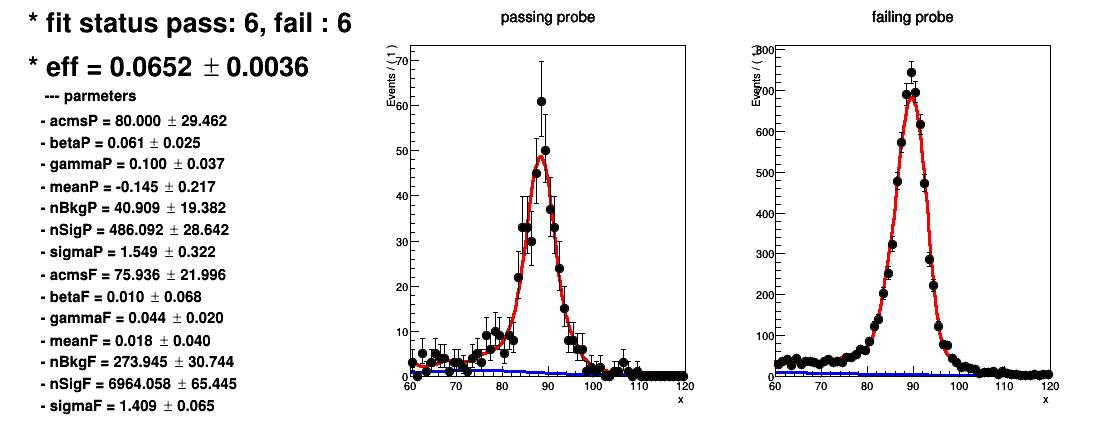 * fit status pass: 6, fail : 6
* eff = 0.0652 ± 0.0036
--- parmeters
- acmsP = 80.000 ± 29.462
- betaP = 0.061 ± 0.025
- gammaP = 0.100 ± 0.037
- meanP = -0.145 ± 0.217
- nBkgP = 40.909 ± 19.382
- nSigP = 486.092 ± 28.642
- sigmaP = 1.549 ± 0.322
- acmsF = 75.936 ± 21.996
- betaF = 0.010 ± 0.068
- gammaF = 0.044 ± 0.020
- meanF = 0.018 ± 0.040
- nBkgF = 273.945 ± 30.744
- nSigF = 6964.058 ± 65.445
- sigmaF = 1.409 ± 0.065
passing probe
Events / ( 1 )
70
60
50
40
30
20
10
0
60 70 80 90 100 110 120
x
failing probe
Events / ( 1 )
800
700
600
500
400
300
200
100
0
60 70 80 90 100 110 120
x